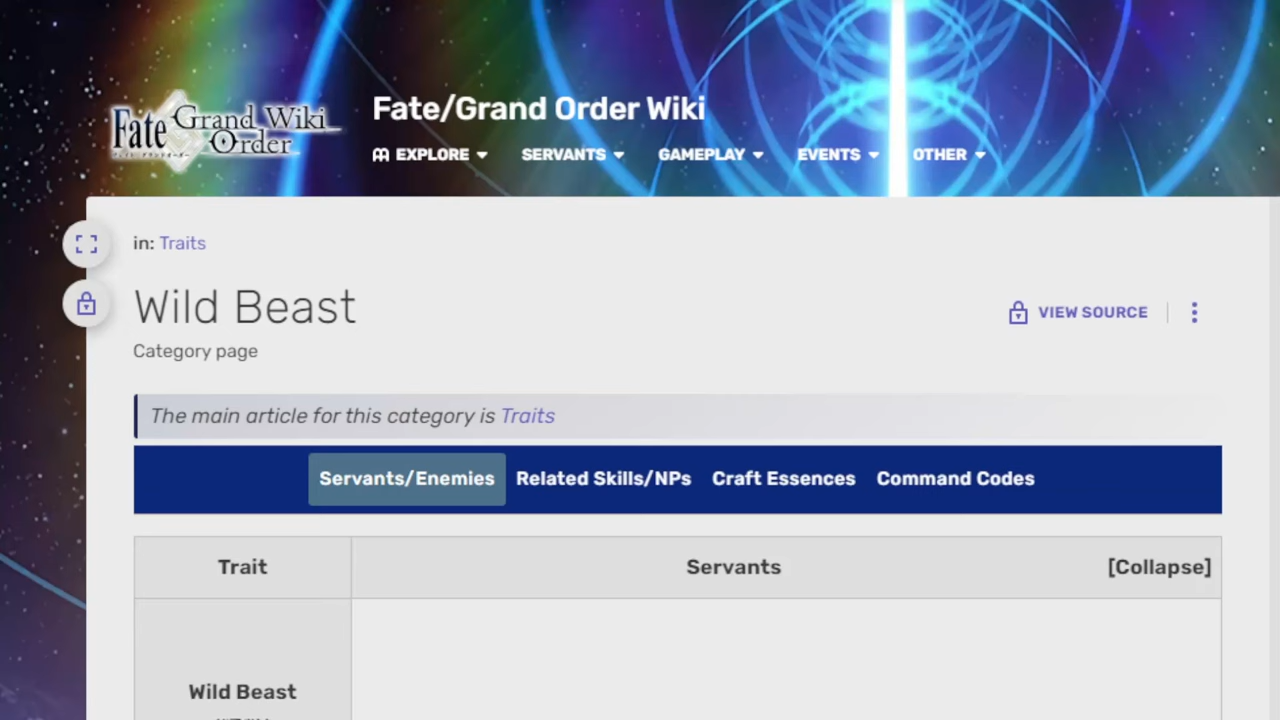 Fate Grand Wiki
Order
Fate/Grand Order Wiki
EXPLORE
SERVANTS
GAMEPLAY
EVENTS
OTHER
in: Traits
Wild Beast
VIEW SOURCE
Category page
The main article for this category is Traits
Servants/Enemies
Related Skills/NPs
Craft Essences
Command Codes
Trait
Servants
[Collapse]
Wild Beast